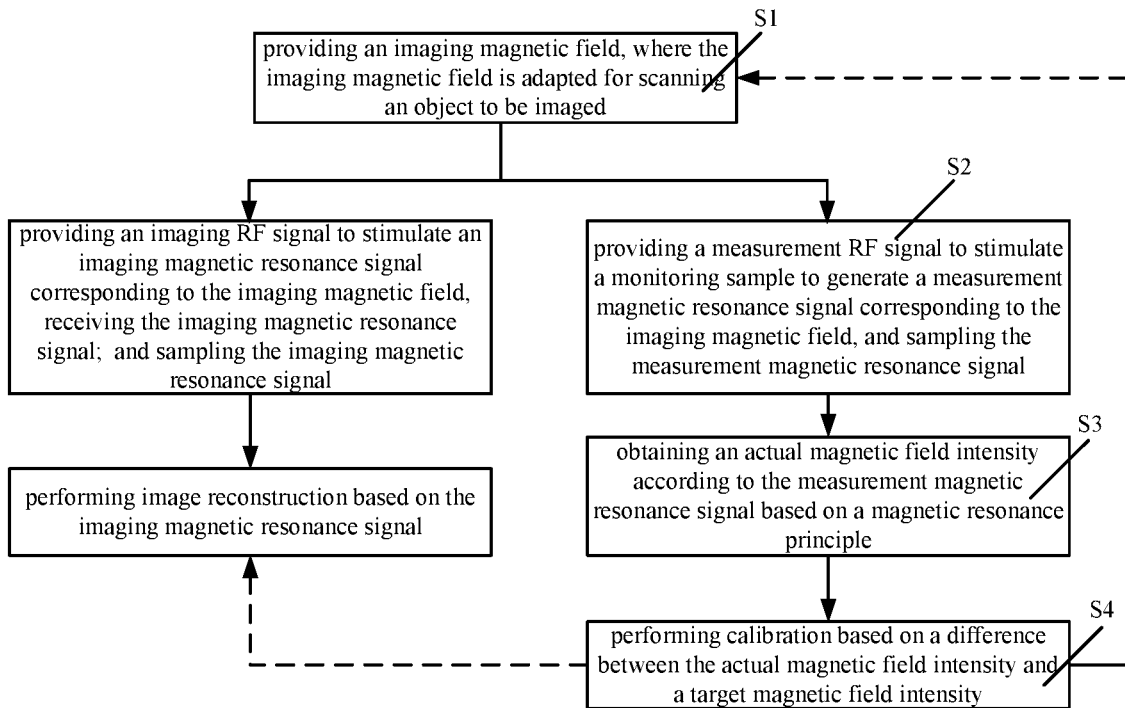 S1
providing an imaging magnetic field, where the
imaging magnetic field is adapted for scanning
an object to be imaged
S2
providing an imaging RF signal to stimulate an
imaging magnetic resonance signal
corresponding to the imaging magnetic field,
receiving the imaging magnetic resonance
signal; and sampling the imaging magnetic
resonance signal
providing a measurement RF signal to stimulate
a monitoring sample to generate a measurement
magnetic resonance signal corresponding to the
imaging magnetic field, and sampling the
measurement magnetic resonance signal
S3
performing image reconstruction based on the
imaging magnetic resonance signal
obtaining an actual magnetic field intensity
according to the measurement magnetic
resonance signal based on a magnetic resonance
principle
S4
performing calibration based on a difference
between the actual magnetic field intensity and
a target magnetic field intensity